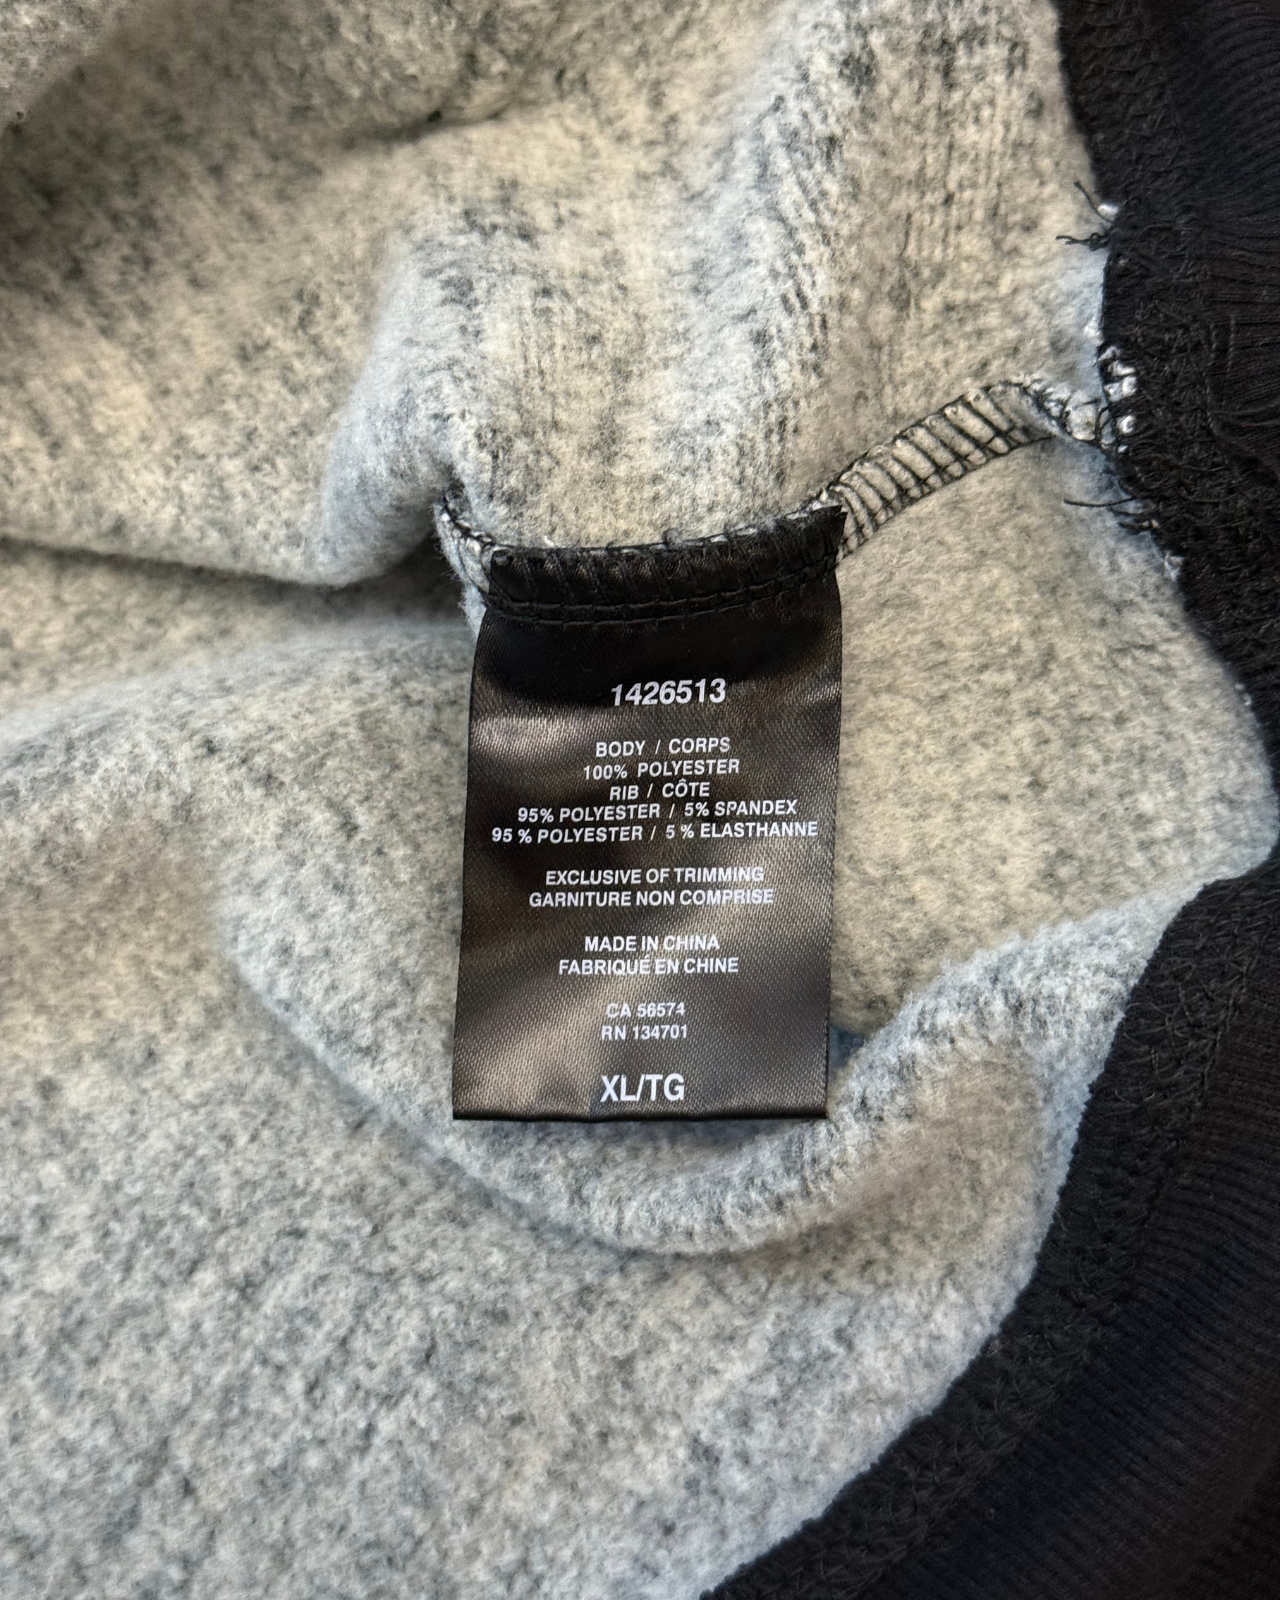 1426513
BODY / CORPS
100% POLYESTER
RIB / CÔTE
95% POLYESTER / 5% SPANDEX
95 % POLYESTER / 5 % ELASTHANNE
EXCLUSIVE OF TRIMMING
GARNITURE NON COMPRISE
MADE IN CHINA
FABRIQUÉ EN CHINE
CA 56574
RN 134701
XL/TG